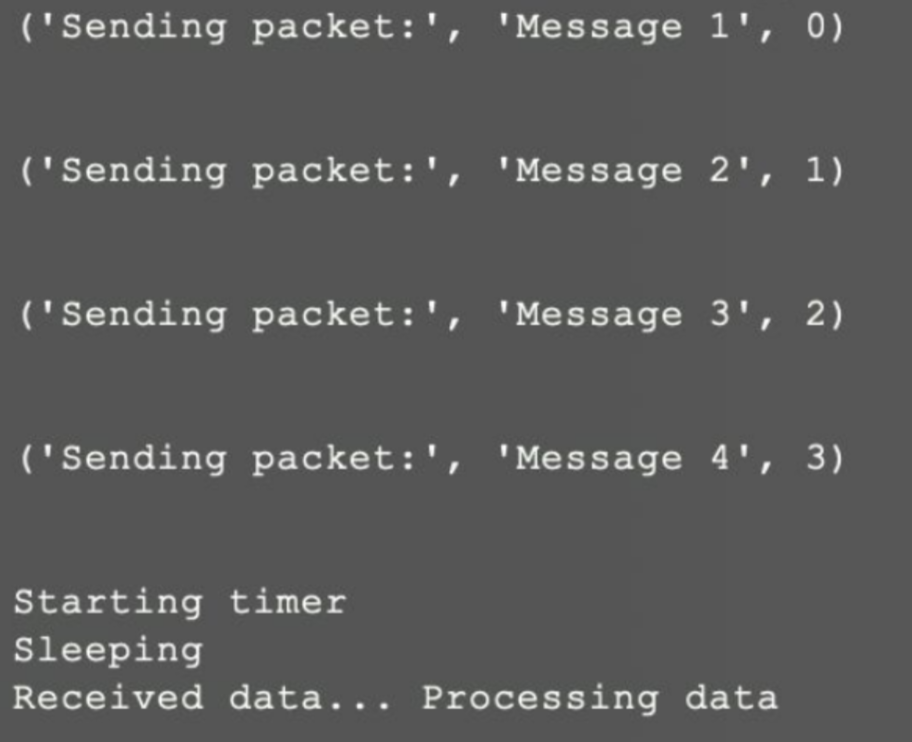 ('Sending packet:', 'Message 1', 0)
('Sending packet:', 'Message 2', 1)
('Sending packet:', 'Message 3', 2)
('Sending packet:', 'Message 4', 3)
Starting timer
Sleeping
Received data... Processing data